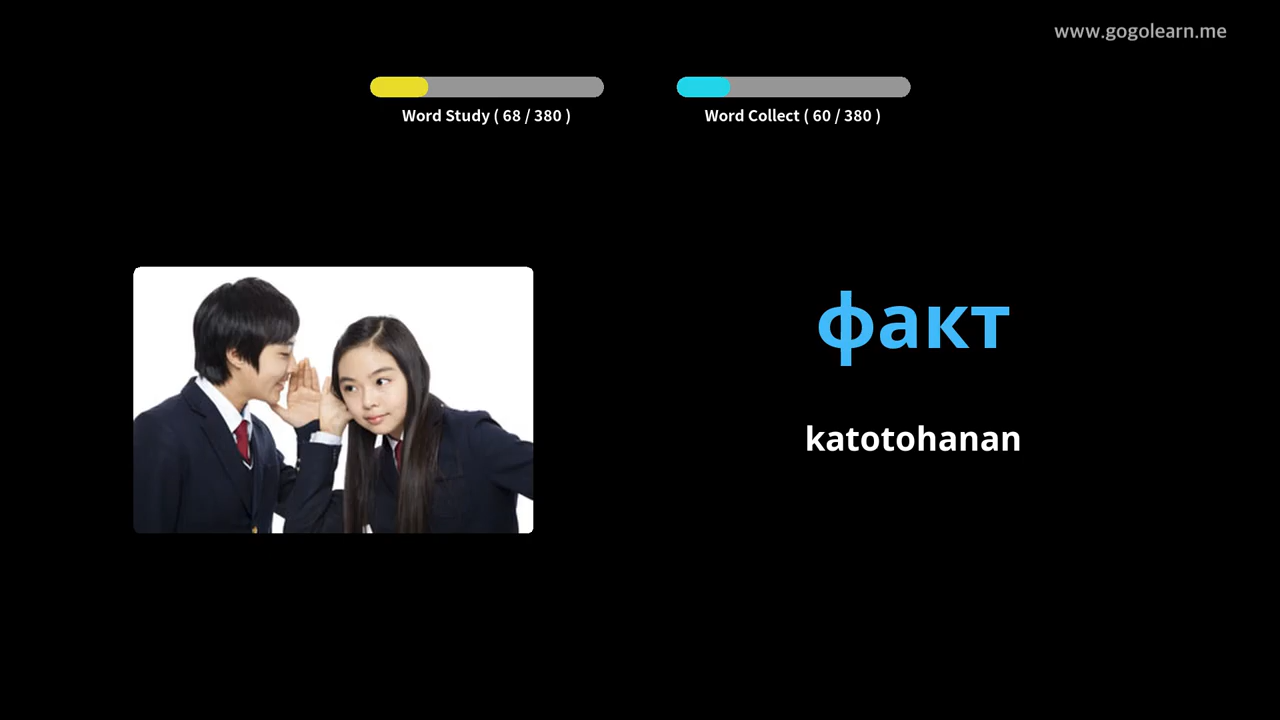 www.gogolearn.me
Word Study ( 68 / 380 )
Word Collect ( 60 / 380 )
факт
katotohanan